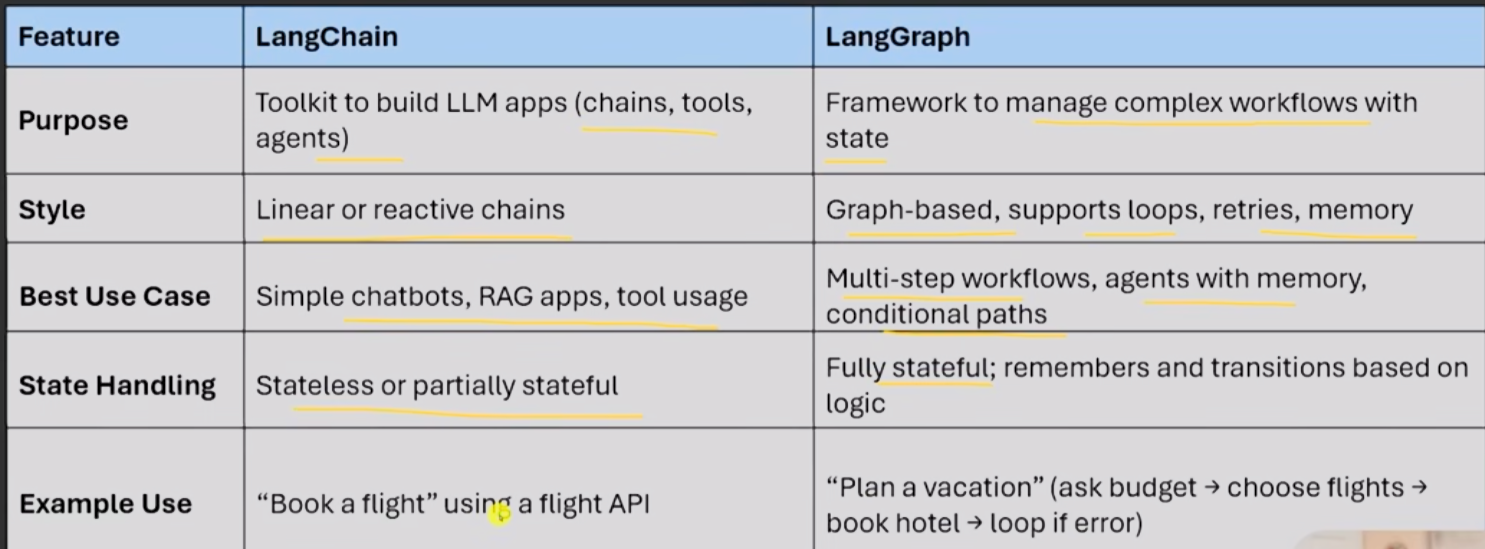 Feature LangChain LangGraph
Purpose
Toolkit to build LLM apps (chains, tools,
agents)
Framework to manage complex workflows with
state
Style Linear or reactive chains Graph-based, supports loops, retries, memory
Best Use Case Simple chatbots, RAG apps, tool usage
Multi-step workflows, agents with memory,
conditional paths
State Handling Stateless or partially stateful
Fully stateful; remembers and transitions based on
logic
Example Use “Book a flight” using a flight API
“Plan a vacation” (ask budget → choose flights →
book hotel → loop if error)